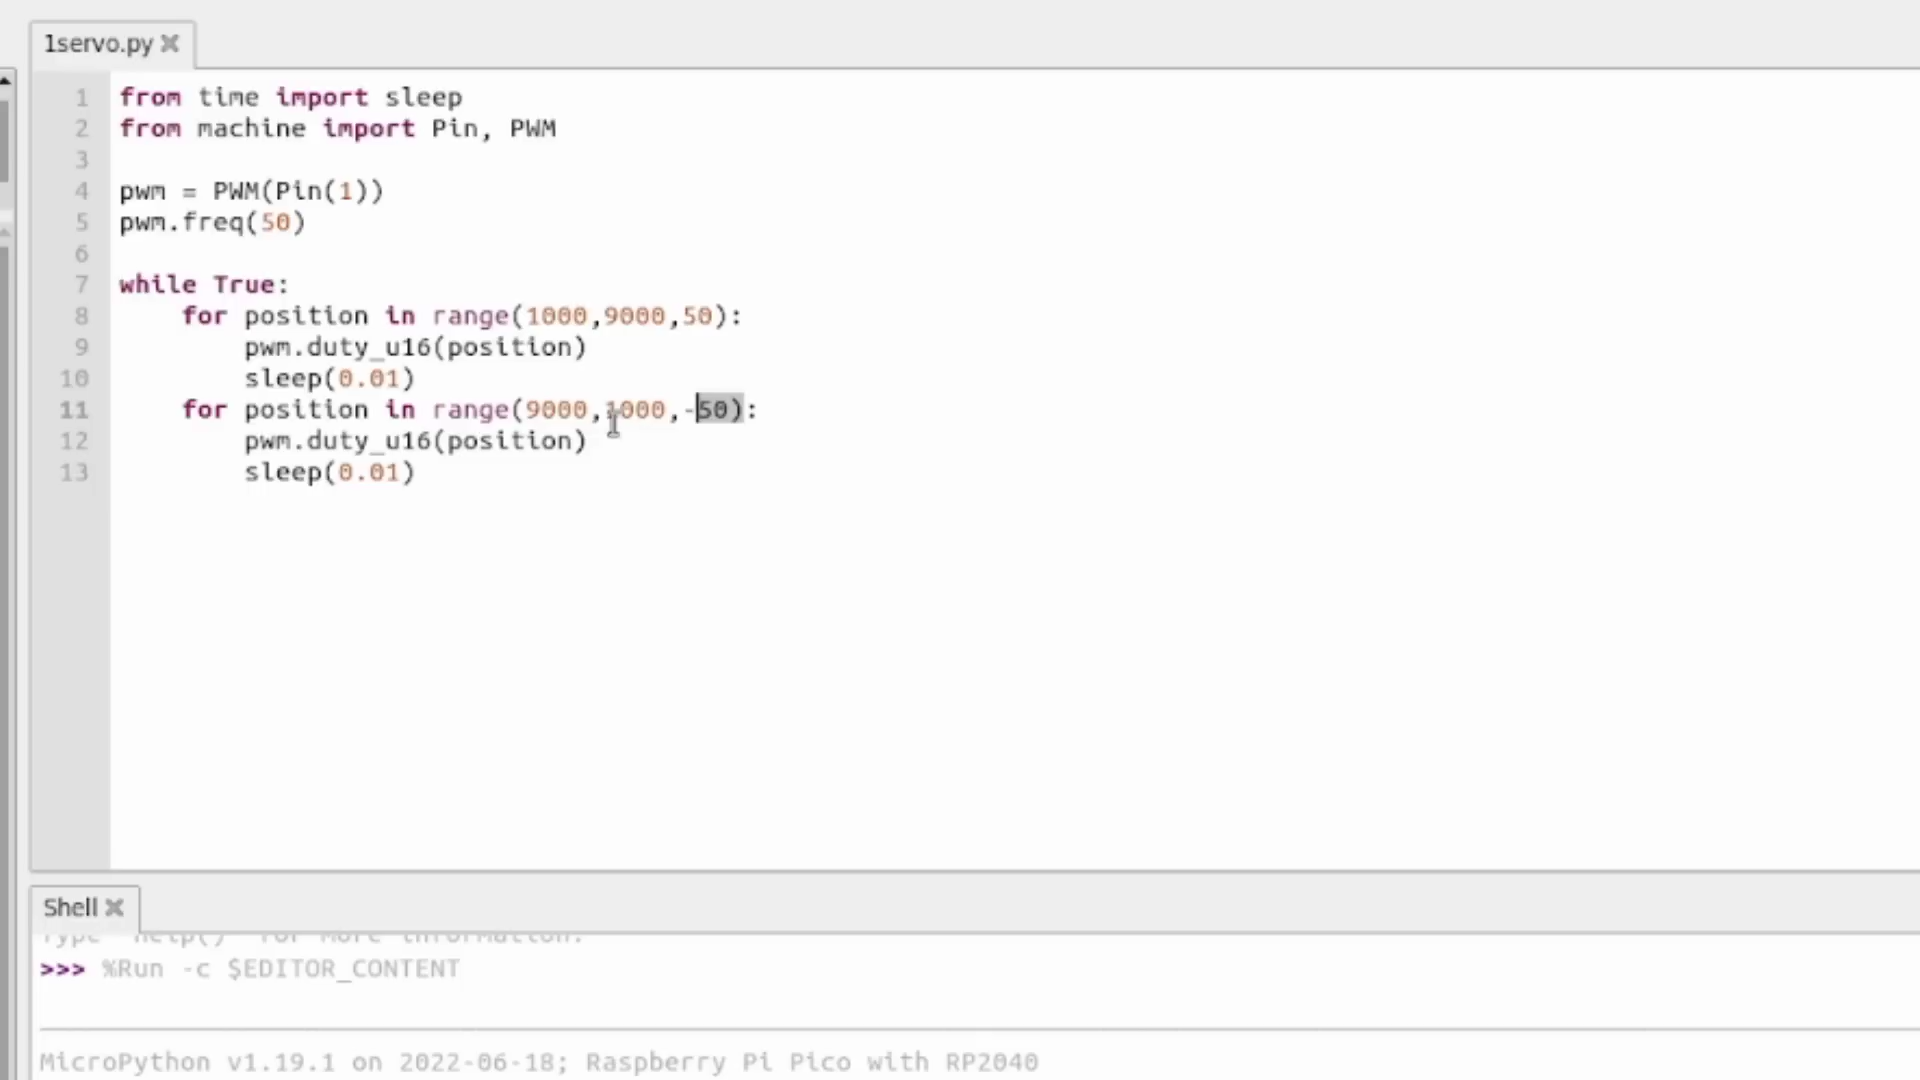 1servo.py
1 from time import sleep
2 from machine import Pin, PWM
3
4 pwm = PWM(Pin(1))
5 pwm.freq(50)
6
7 while True:
8     for position in range(1000,9000,50):
9         pwm.duty_u16(position)
10         sleep(0.01)
11     for position in range(9000,1000,-50):
12         pwm.duty_u16(position)
13         sleep(0.01)
Shell
Type "help()" for more information.
>>> %Run -c $EDITOR_CONTENT
MicroPython v1.19.1 on 2022-06-18; Raspberry Pi Pico with RP2040